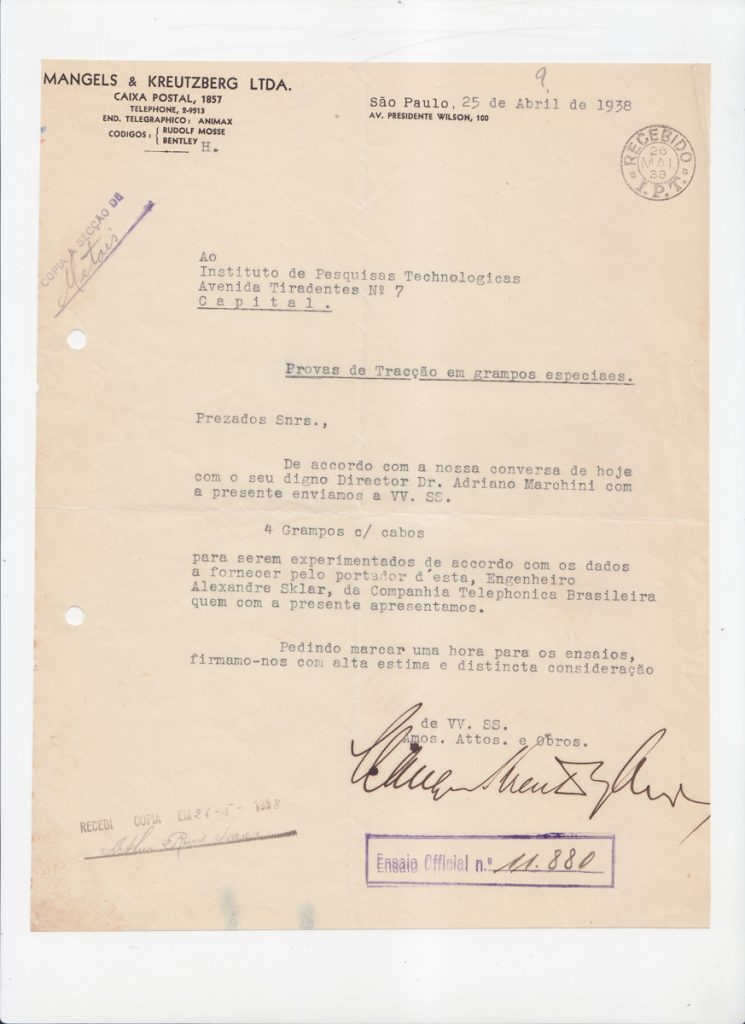 9
MANGELS & KREUTZBERG LTDA.
CAIXA POSTAL, 1857
TELEPHONE, 2-9513
END. TELEGRAPHICO: ANIMAX
CODIGOS: { RUDOLF MOSSE
BENTLEY
H.
São Paulo, 25 de Abril de 1938
AV. PRESIDENTE WILSON, 100
RECEBIDO
26
MAI
38
I.P.T.
COPIA A SECÇÃO DE
Metais
Ao
Instituto de Pesquisas Technologicas
Avenida Tiradentes Nº 7
C a p i t a l .
Provas de Tracção em grampos especiaes.
Prezados Snrs.,
De accordo com a nossa conversa de hoje
com o seu digno Director Dr. Adriano Marchini com
a presente enviamos a VV. SS.
4 Grampos c/ cabos
para serem experimentados de accordo com os dados
a fornecer pelo portador d'esta, Engenheiro
Alexandre Sklar, da Companhia Telephonica Brasileira
quem com a presente apresentamos.
Pedindo marcar uma hora para os ensaios,
firmamo-nos com alta estima e distincta consideração
de VV. SS.
Amos. Attos. e Obros.
RECEDI COPIA EM 26-5-1938
Ensaio Official n.º 11.880